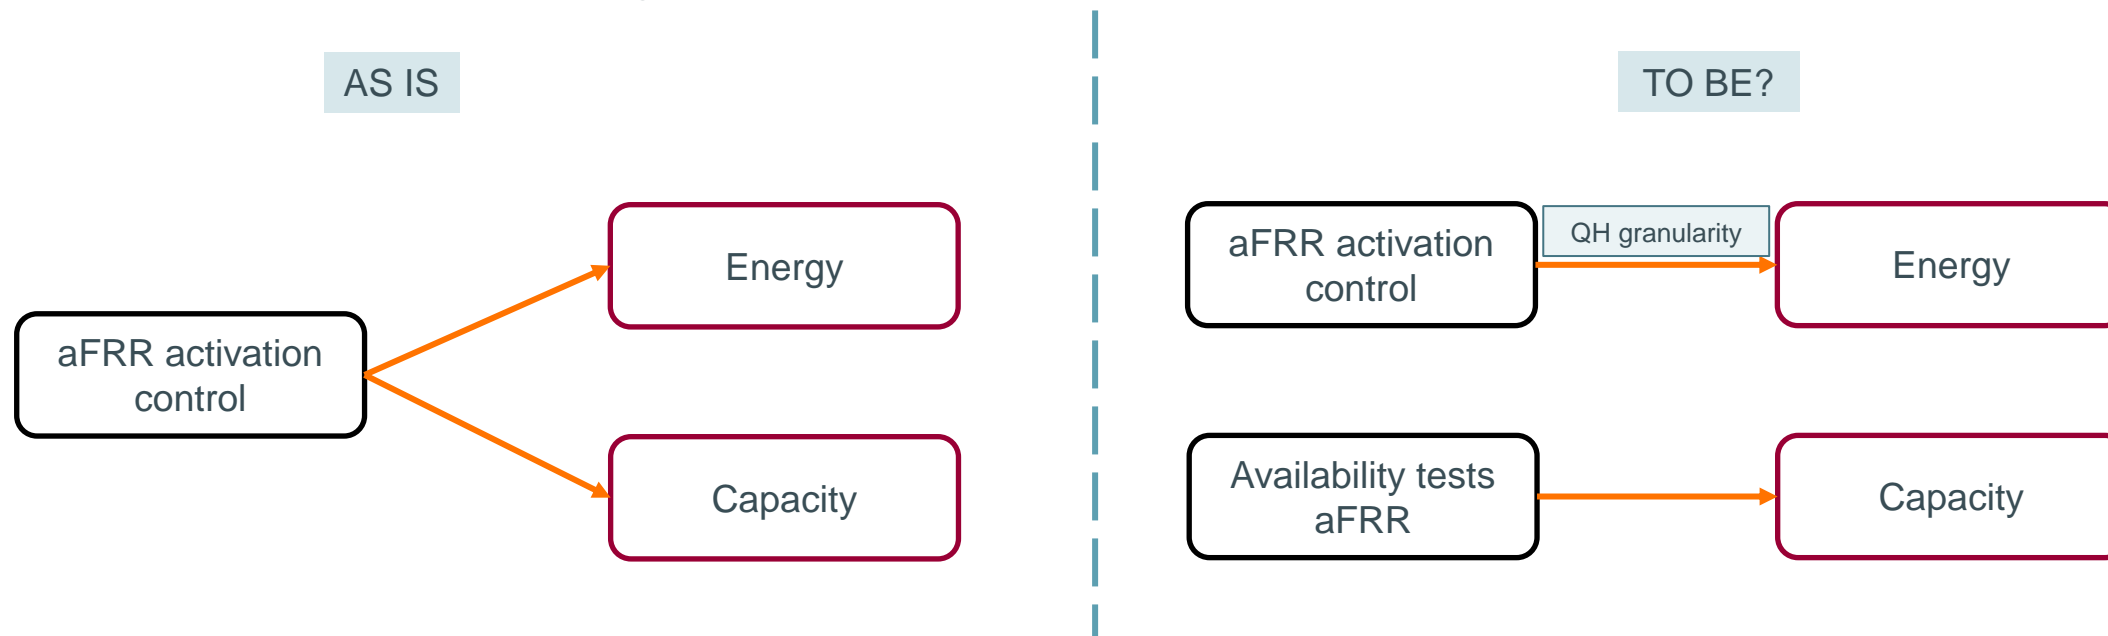 AS IS
aFRR activation
control
Energy
Capacity
TO BE?
aFRR activation
control
QH granularity
Energy
Availability tests
aFRR
Capacity